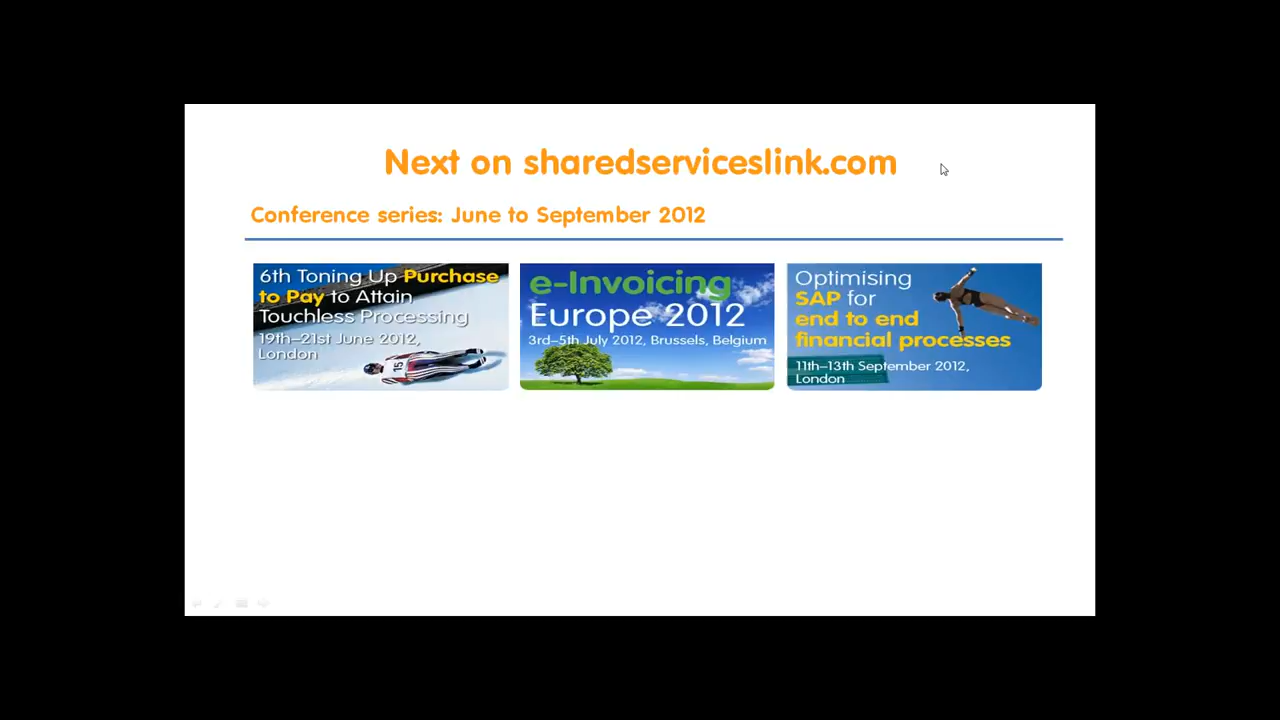 Next on sharedserviceslink.com
Conference series: June to September 2012
6th Toning Up Purchase
to Pay to Attain
Touchless Processing
19th–21st June 2012,
London
15
e-Invoicing
Europe 2012
3rd–5th July 2012, Brussels, Belgium
Optimising
SAP for
end to end
financial processes
11th–13th September 2012,
London